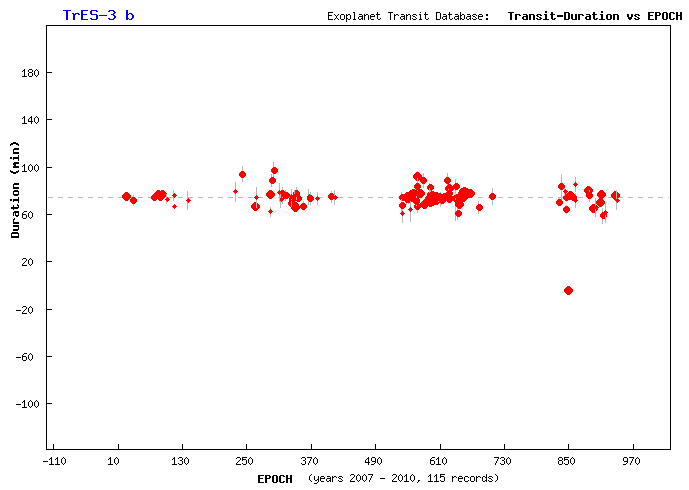 TrES-3 b
Exoplanet Transit Database: Transit-Duration vs EPOCH
180
140
100
60
20
-20
-60
-100
Duration (min)
-110 10 130 250 370 490 610 730 850 970
EPOCH (years 2007 - 2010, 115 records)